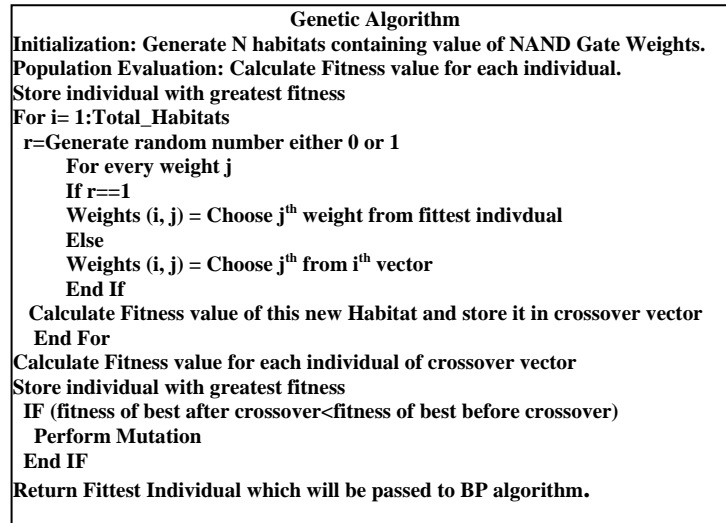 Genetic Algorithm
Initialization: Generate N habitats containing value of NAND Gate Weights.
Population Evaluation: Calculate Fitness value for each individual.
Store individual with greatest fitness
For i= 1:Total_Habitats
r=Generate random number either 0 or 1
For every weight j
If r==1
Weights (i, j) = Choose jth weight from fittest indivdual
Else
Weights (i, j) = Choose jth from ith vector
End If
Calculate Fitness value of this new Habitat and store it in crossover vector
End For
Calculate Fitness value for each individual of crossover vector
Store individual with greatest fitness
IF (fitness of best after crossover<fitness of best before crossover)
Perform Mutation
End IF
Return Fittest Individual which will be passed to BP algorithm.